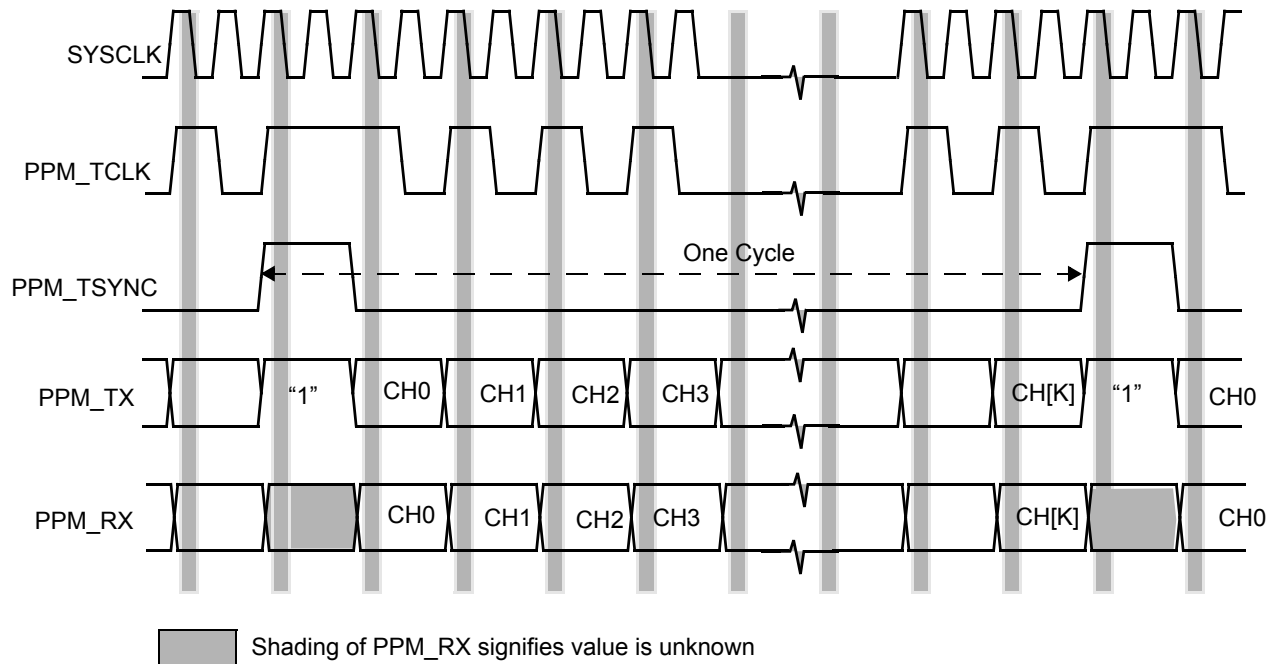 SYSCLK
PPM_TCLK
One Cycle
PPM_TSYNC
PPM_TX “1” CH0 CH1 CH2 CH3 CH[K] “1” CH0
PPM_RX CH0 CH1 CH2 CH3 CH[K] CH0
Shading of PPM_RX signifies value is unknown